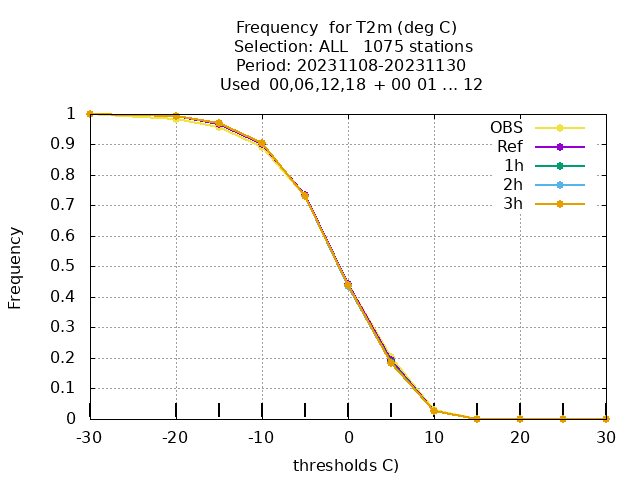 Frequency  for T2m (deg C)
Selection: ALL   1075 stations
Period: 20231108-20231130
Used  00,06,12,18  + 00 01 ... 12
1
0.9
0.8
0.7
0.6
0.5
0.4
0.3
0.2
0.1
0
Frequency
OBS
Ref
1h
2h
3h
-30 -20 -10 0 10 20 30
thresholds C)